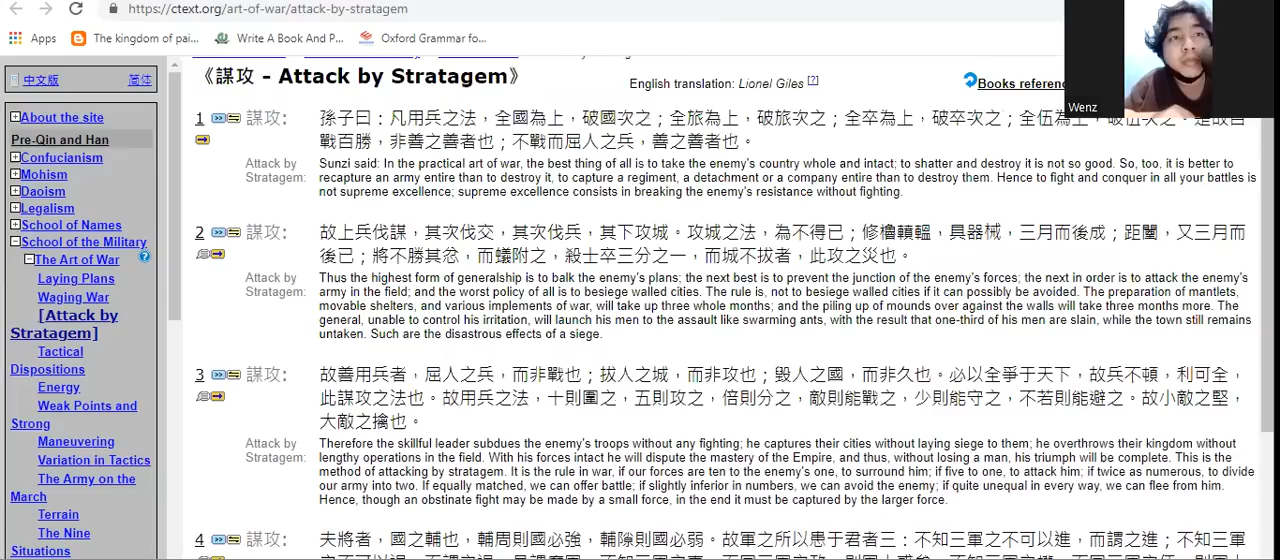 https://ctext.org/art-of-war/attack-by-stratagem
Apps The kingdom of pai... Write A Book And P... Oxford Grammar fo...
中文版 简体
About the site
Pre-Qin and Han
Confucianism
Mohism
Daoism
Legalism
School of Names
School of the Military
The Art of War
Laying Plans
Waging War
[Attack by
Stratagem]
Tactical
Dispositions
Energy
Weak Points and
Strong
Maneuvering
Variation in Tactics
The Army on the
March
Terrain
The Nine
Situations
《謀攻 - Attack by Stratagem》
English translation: Lionel Giles [?]
Books referen
Wenz
1 謀攻: 孫子曰：凡用兵之法，全國為上，破國次之；全旅為上，破旅次之；全卒為上，破卒次之；全伍為上，
戰百勝，非善之善者也；不戰而屈人之兵，善之善者也。
Attack by Stratagem: Sunzi said: In the practical art of war, the best thing of all is to take the enemy's country whole and intact; to shatter and destroy it is not so good. So, too, it is better to
recapture an army entire than to destroy it, to capture a regiment, a detachment or a company entire than to destroy them. Hence to fight and conquer in all your battles is
not supreme excellence; supreme excellence consists in breaking the enemy's resistance without fighting.
2 謀攻: 故上兵伐謀，其次伐交，其次伐兵，其下攻城。攻城之法，為不得已；修櫓轒轀，具器械，三月而後成；距闉，又三月而
後已；將不勝其忿，而蟻附之，殺士卒三分之一，而城不拔者，此攻之災也。
Attack by Stratagem: Thus the highest form of generalship is to balk the enemy's plans; the next best is to prevent the junction of the enemy's forces; the next in order is to attack the enemy's
army in the field; and the worst policy of all is to besiege walled cities. The rule is, not to besiege walled cities if it can possibly be avoided. The preparation of mantlets,
movable shelters, and various implements of war, will take up three whole months; and the piling up of mounds over against the walls will take three months more. The
general, unable to control his irritation, will launch his men to the assault like swarming ants, with the result that one-third of his men are slain, while the town still remains
untaken. Such are the disastrous effects of a siege.
3 謀攻: 故善用兵者，屈人之兵，而非戰也；拔人之城，而非攻也；毀人之國，而非久也。必以全爭于天下，故兵不頓，利可全，
此謀攻之法也。故用兵之法，十則圍之，五則攻之，倍則分之，敵則能戰之，少則能守之，不若則能避之。故小敵之堅，
大敵之擒也。
Attack by Stratagem: Therefore the skillful leader subdues the enemy's troops without any fighting; he captures their cities without laying siege to them; he overthrows their kingdom without
lengthy operations in the field. With his forces intact he will dispute the mastery of the Empire, and thus, without losing a man, his triumph will be complete. This is the
method of attacking by stratagem. It is the rule in war, if our forces are ten to the enemy's one, to surround him; if five to one, to attack him; if twice as numerous, to divide
our army into two. If equally matched, we can offer battle; if slightly inferior in numbers, we can avoid the enemy; if quite unequal in every way, we can flee from him.
Hence, though an obstinate fight may be made by a small force, in the end it must be captured by the larger force.
4 謀攻: 夫將者，國之輔也，輔周則國必強，輔隙則國必弱。故軍之所以患于君者三：不知三軍之不可以進，而謂之進；不知三軍